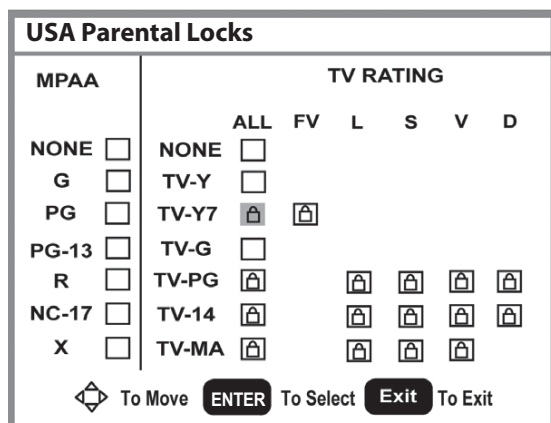 USA Parental Locks
MPAA TV RATING
ALL FV L S V D
NONE NONE
G TV-Y
PG TV-Y7
PG-13 TV-G
R TV-PG
NC-17 TV-14
X TV-MA
To Move ENTER To Select Exit To Exit